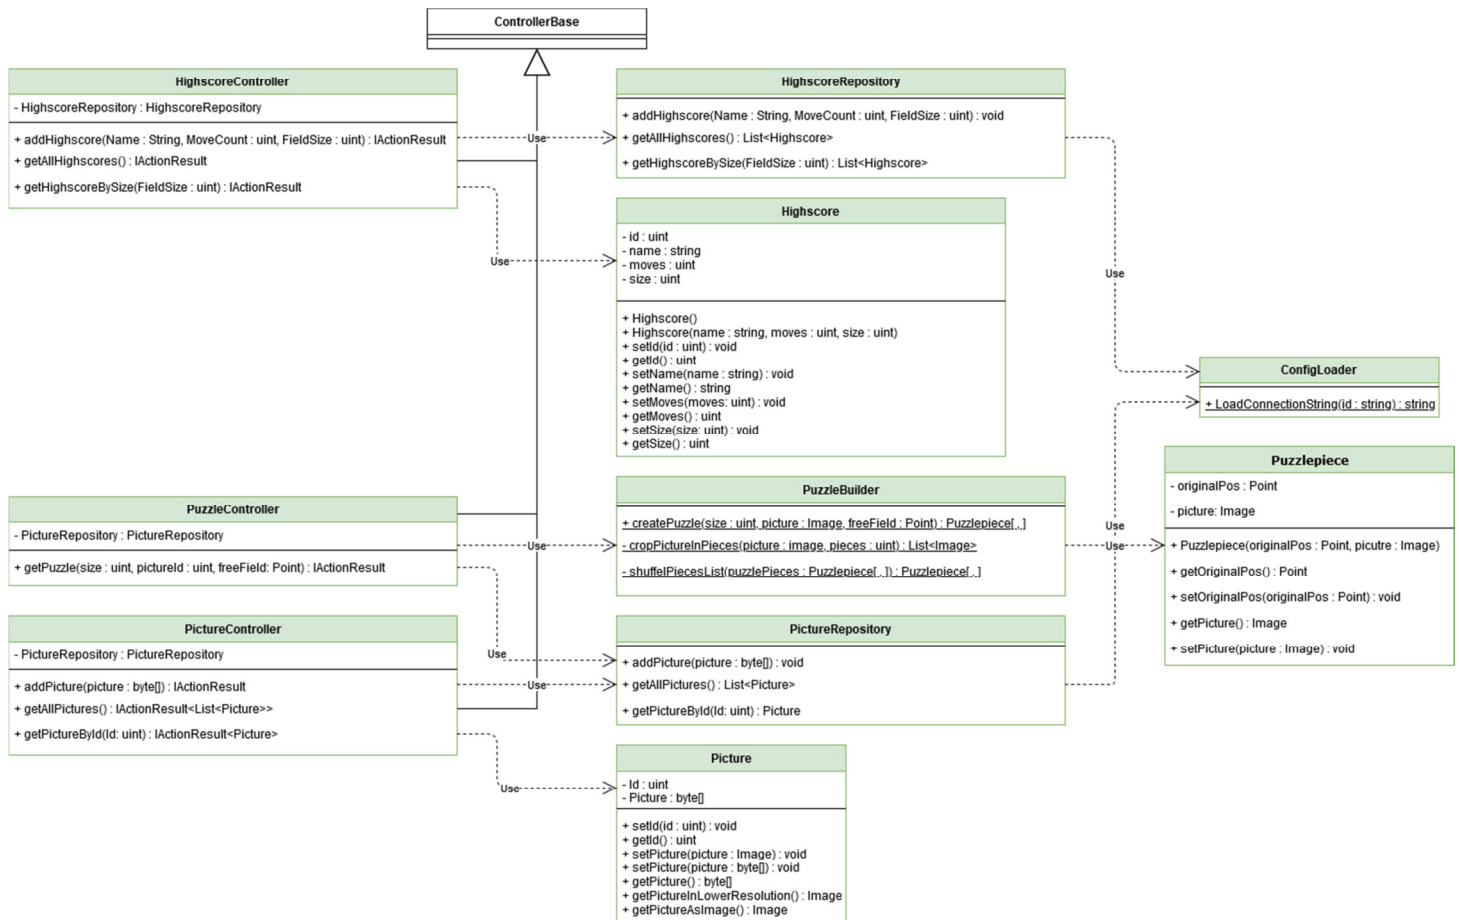 ControllerBase
HighscoreController
- HighscoreRepository : HighscoreRepository
+ addHighscore(Name : String, MoveCount : uint, FieldSize : uint) : IActionResult
+ getAllHighscores() : IActionResult
+ getHighscoreBySize(FieldSize : uint) : IActionResult
Use
Use
HighscoreRepository
+ addHighscore(Name : String, MoveCount : uint, FieldSize : uint) : void
+ getAllHighscores() : List<Highscore>
+ getHighscoreBySize(FieldSize : uint) : List<Highscore>
Use
Highscore
- id : uint
- name : string
- moves : uint
- size : uint
+ Highscore()
+ Highscore(name : string, moves : uint, size : uint)
+ setId(id : uint) : void
+ getId() : uint
+ setName(name : string) : void
+ getName() : string
+ setMoves(moves: uint) : void
+ getMoves() : uint
+ setSize(size: uint) : void
+ getSize() : uint
ConfigLoader
+ LoadConnectionString(id : string) : string
PuzzleController
- PictureRepository : PictureRepository
+ getPuzzle(size : uint, pictureId : uint, freeField: Point) : IActionResult
Use
Use
PuzzleBuilder
+ createPuzzle(size : uint, picture : Image, freeField : Point) : Puzzlepiece[ , ]
- cropPictureInPieces(picture : image, pieces : uint) : List<Image>
- shuffelPiecesList(puzzlePieces : Puzzlepiece[ , ]) : Puzzlepiece[ , ]
Use
Use
Puzzlepiece
- originalPos : Point
- picture: Image
+ Puzzlepiece(originalPos : Point, picutre : Image)
+ getOriginalPos() : Point
+ setOriginalPos(originalPos : Point) : void
+ getPicture() : Image
+ setPicture(picture : Image) : void
PictureController
- PictureRepository : PictureRepository
+ addPicture(picture : byte[]) : IActionResult
+ getAllPictures() : IActionResult<List<Picture>>
+ getPictureById(Id: uint) : IActionResult<Picture>
Use
Use
PictureRepository
+ addPicture(picture : byte[]) : void
+ getAllPictures() : List<Picture>
+ getPictureById(Id: uint) : Picture
Picture
- Id : uint
- Picture : byte[]
+ setId(id : uint) : void
+ getId() : uint
+ setPicture(picture : Image) : void
+ setPicture(picture : byte[]) : void
+ getPicture() : byte[]
+ getPictureInLowerResolution() : Image
+ getPictureAsImage() : Image